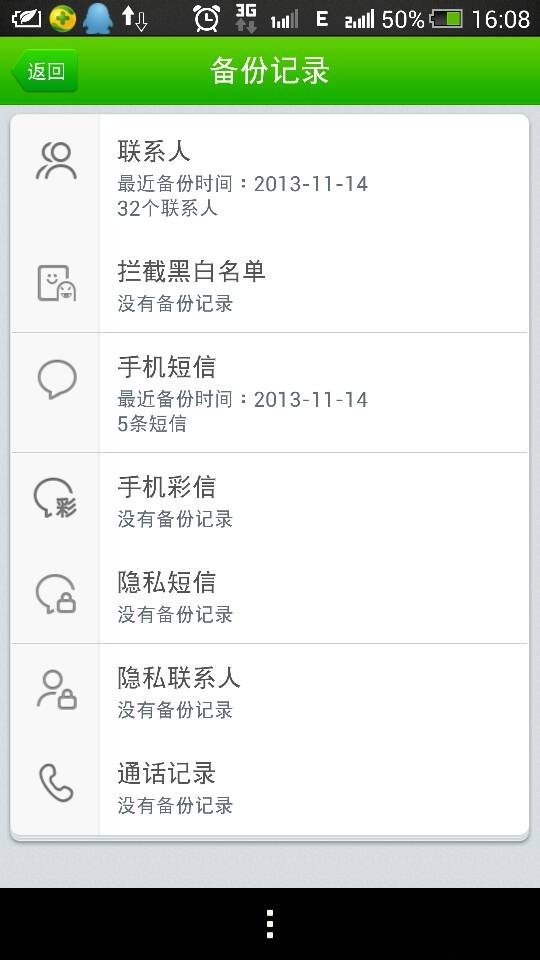 3G E 50% 16:08
返回 备份记录
联系人
最近备份时间：2013-11-14
32个联系人
拦截黑白名单
没有备份记录
手机短信
最近备份时间：2013-11-14
5条短信
手机彩信
彩
没有备份记录
隐私短信
没有备份记录
隐私联系人
没有备份记录
通话记录
没有备份记录